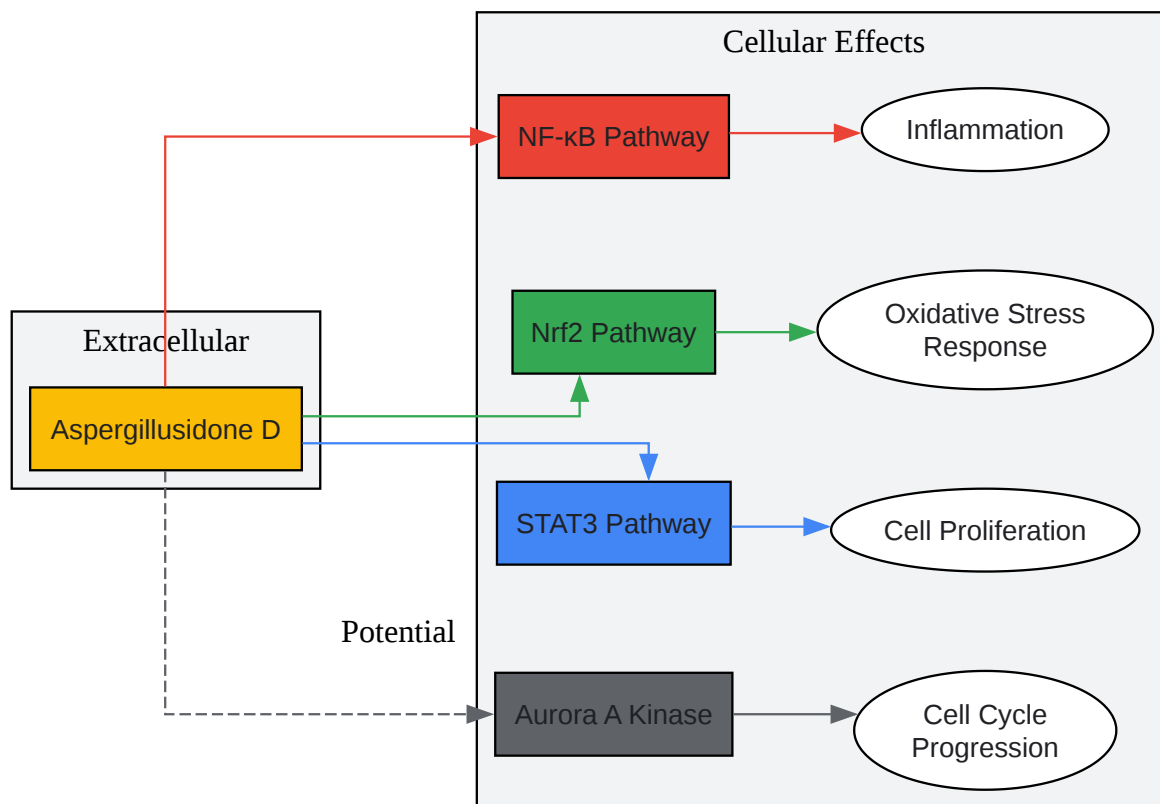 Cellular Effects
NF-κB Pathway
Inflammation
Extracellular
Aspergillusidone D
Nrf2 Pathway
Oxidative Stress
Response
STAT3 Pathway
Cell Proliferation
Potential
Aurora A Kinase
Cell Cycle
Progression